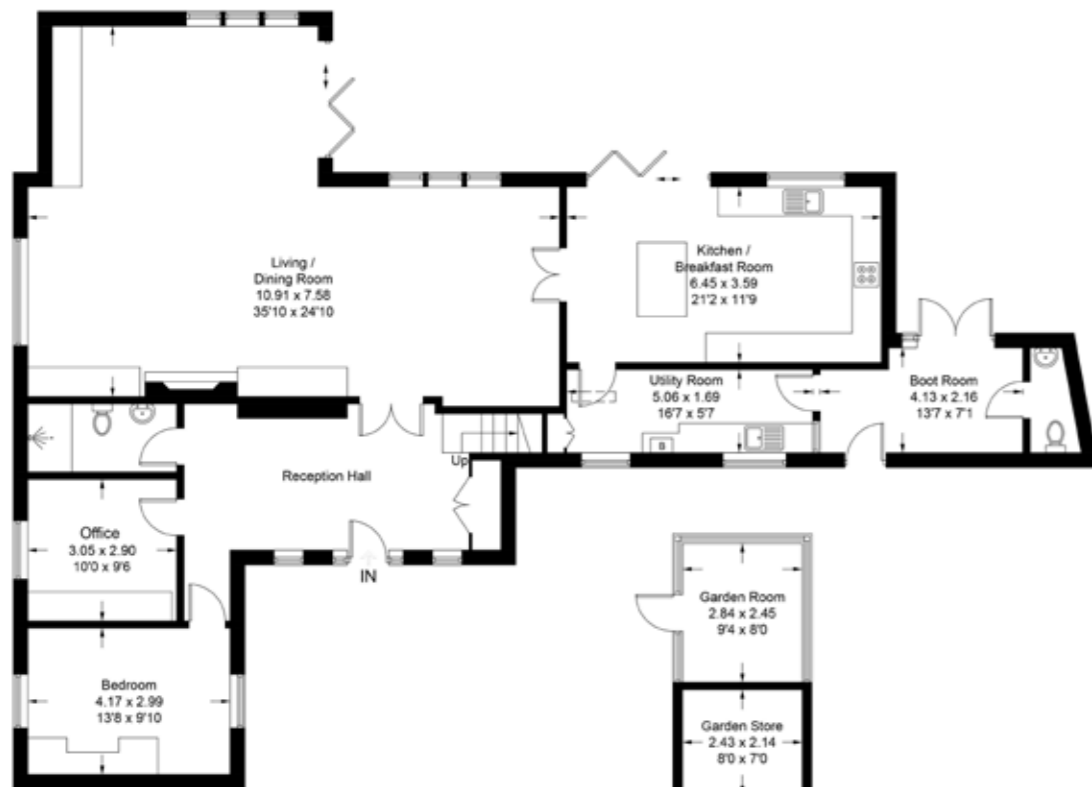 Living /
Dining Room
10.91 x 7.58
35'10 x 24'10
Kitchen /
Breakfast Room
6.45 x 3.59
21'2 x 11'9
Utility Room
5.06 x 1.69
16'7 x 5'7
B
Boot Room
4.13 x 2.16
13'7 x 7'1
Up
Reception Hall
IN
Office
3.05 x 2.90
10'0 x 9'6
Bedroom
4.17 x 2.99
13'8 x 9'10
Garden Room
2.84 x 2.45
9'4 x 8'0
Garden Store
2.43 x 2.14
8'0 x 7'0